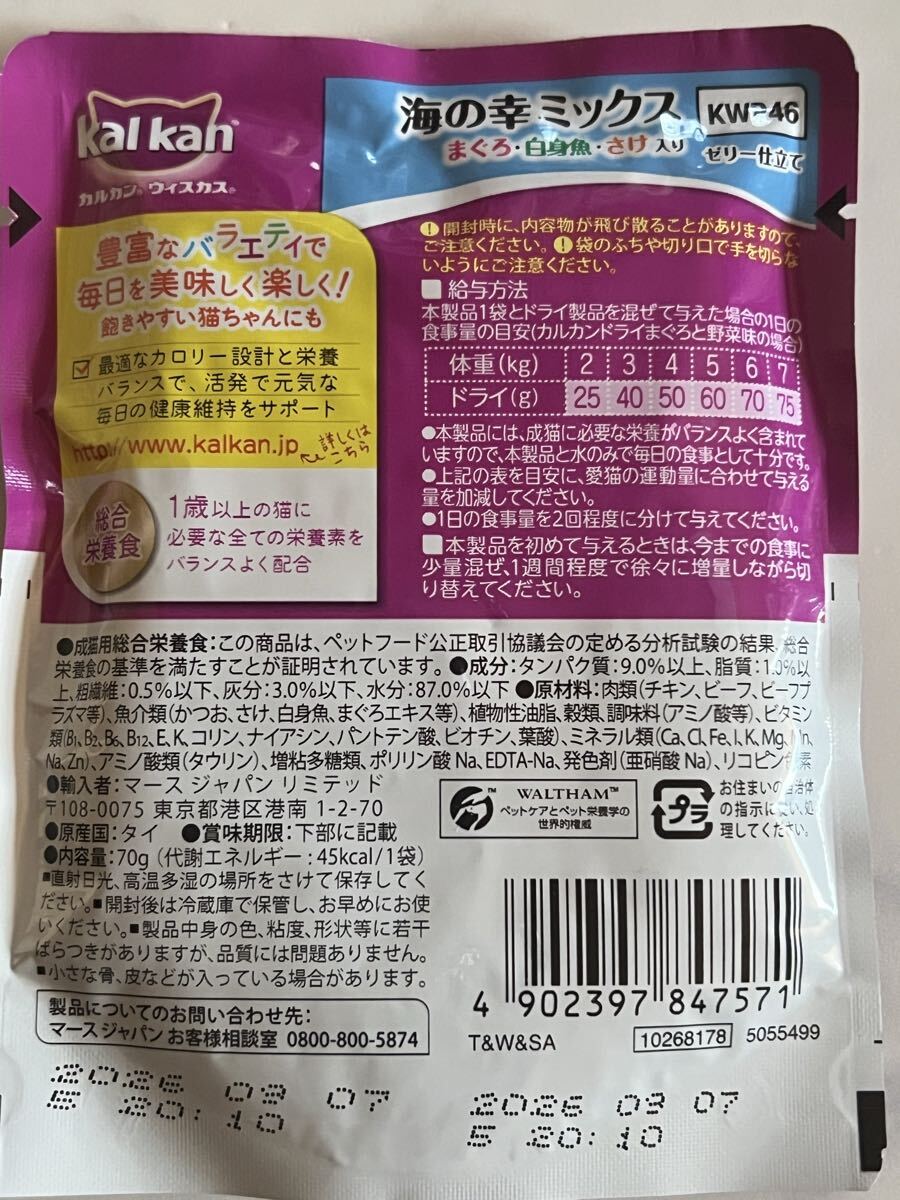 kal kan
カルカン® ウィスカス®
海の幸ミックス
まぐろ・白身魚・さけ 入り
KWP46
ゼリー仕立て
豊富なバラエティで
毎日を美味しく楽しく!
飽きやすい猫ちゃんにも
最適なカロリー設計と栄養
バランスで、活発で元気な
毎日の健康維持をサポート
http://www.kalkan.jp 詳しくは
こちら
総合
栄養食
1歳以上の猫に
必要な全ての栄養素を
バランスよく配合
!開封時に、内容物が飛び散ることがありますので、
ご注意ください。!袋のふちや切り口で手を切らな
いようにご注意ください。
■給与方法
本製品1袋とドライ製品を混ぜて与えた場合の1日の
食事量の目安(カルカンドライまぐろと野菜味の場合)
体重(kg) 2 3 4 5 6 7
ドライ(g) 25 40 50 60 70 75
●本製品には、成猫に必要な栄養がバランスよく含まれて
いますので、本製品と水のみで毎日の食事として十分です。
●上記の表を目安に、愛猫の運動量に合わせて与える
量を加減してください。
●1日の食事量を2回程度に分けて与えてください。
■本製品を初めて与えるときは、今までの食事に
少量混ぜ、1週間程度で徐々に増量しながら切
り替えてください。
●成猫用総合栄養食:この商品は、ペットフード公正取引協議会の定める分析試験の結果、総合
栄養食の基準を満たすことが証明されています。●成分:タンパク質:9.0%以上、脂質:1.0%以
上、粗繊維:0.5%以下、灰分:3.0%以下、水分:87.0%以下 ●原材料:肉類(チキン、ビーフ、ビーフプ
ラズマ等)、魚介類(かつお、さけ、白身魚、まぐろエキス等)、植物性油脂、穀類、調味料(アミノ酸等)、ビタミン
類(B1、B2、B6、B12、E、K、コリン、ナイアシン、パントテン酸、ビオチン、葉酸)、ミネラル類(Ca、Cl、Fe、I、K、Mg、Mn、
Na、Zn)、アミノ酸類(タウリン)、増粘多糖類、ポリリン酸Na、EDTA-Na、発色剤(亜硝酸Na)、リコピン色素
●輸入者:マース ジャパン リミテッド
〒108-0075 東京都港区港南 1-2-70
●原産国:タイ ●賞味期限:下部に記載
●内容量:70g (代謝エネルギー:45kcal/1袋)
■直射日光、高温多湿の場所をさけて保存してく
ださい。■開封後は冷蔵庫で保管し、お早めにお使
いください。■製品中身の色、粘度、形状等に若干
ばらつきがありますが、品質には問題ありません。
■小さな骨、皮などが入っている場合があります。
製品についてのお問い合わせ先:
マース ジャパン お客様相談室 0800-800-5874
WALTHAM™
ペットケアとペット栄養学の
世界的権威
プラ
お住まいの自治体
の指示に従い、処
理してください。
4 902397 847571
T&W&SA 10268178 5055499
2026 03 07
5 20:10
2026 03 07
5 20:10